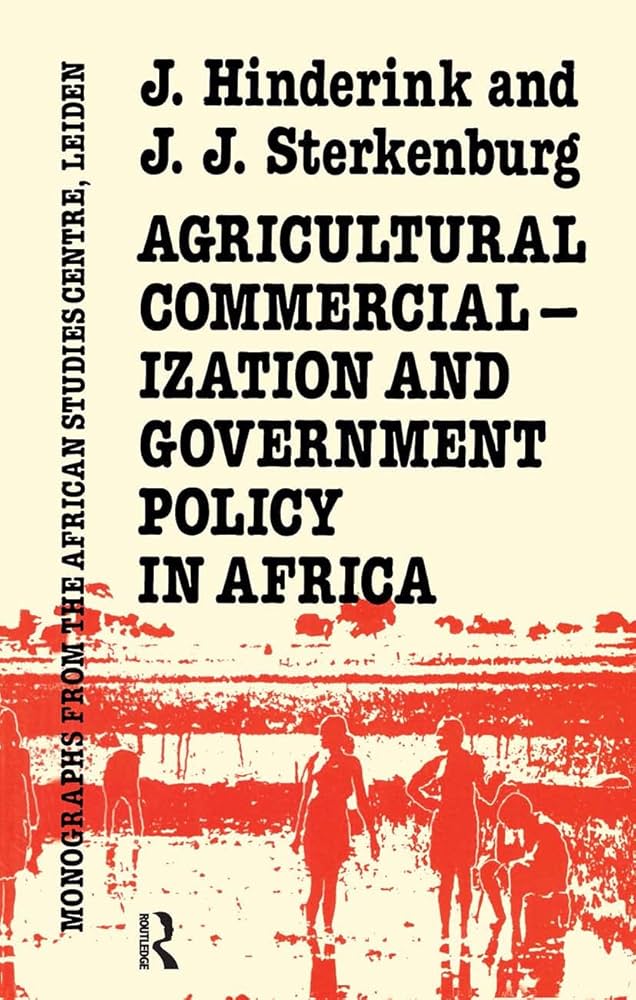 J. Hinderink and
J. J. Sterkenburg
AGRICULTURAL
COMMERCIAL –
IZATION AND
GOVERNMENT
POLICY
IN AFRICA
MONOGRAPHS FROM THE AFRICAN STUDIES CENTRE, LEIDEN
ROUTLEDGE